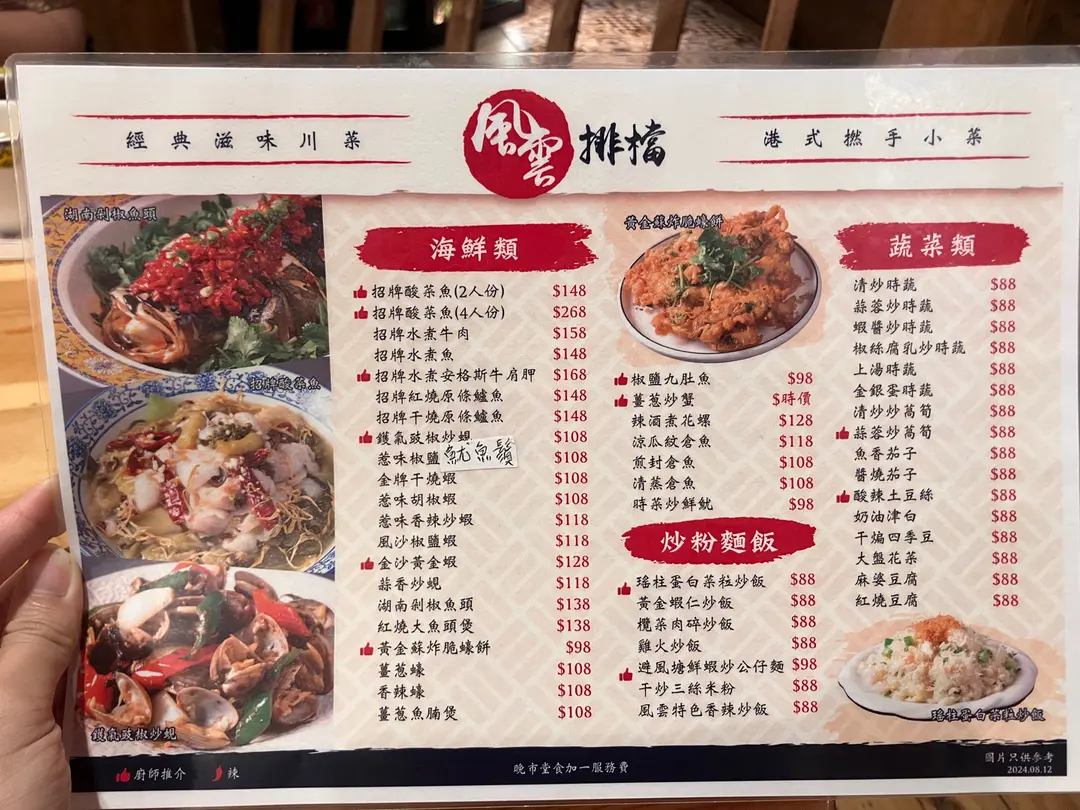 經典滋味川菜
風雲排檔
港式撚手小菜
湖南剁椒魚頭
招牌酸菜魚
鑊氣豉椒炒蜆
海鮮類
招牌酸菜魚(2人份) $148
招牌酸菜魚(4人份) $268
招牌水煮牛肉 $158
招牌水煮魚 $148
招牌水煮安格斯牛肩胛 $168
招牌紅燒原條鱸魚 $148
招牌干燒原條鱸魚 $148
鑊氣豉椒炒蜆 $108
惹味椒鹽魷魚鬚 $108
金牌干燒蝦 $108
惹味胡椒蝦 $108
惹味香辣炒蝦 $118
風沙椒鹽蝦 $118
金沙黃金蝦 $128
蒜香炒蜆 $118
湖南剁椒魚頭 $138
紅燒大魚頭煲 $138
黃金蘇炸脆蠔餅 $98
薑葱蠔 $108
香辣蠔 $108
薑葱魚腩煲 $108
黃金蘇炸脆蠔餅
椒鹽九肚魚 $98
薑葱炒蟹 $時價
辣酒煮花螺 $128
涼瓜紋倉魚 $118
煎封倉魚 $108
清蒸倉魚 $108
時菜炒鮮魷 $98
炒粉麵飯
瑤柱蛋白菜粒炒飯 $88
黃金蝦仁炒飯 $88
欖菜肉碎炒飯 $88
雞火炒飯 $88
避風塘鮮蝦炒公仔麵 $98
干炒三絲米粉 $88
風雲特色香辣炒飯 $88
蔬菜類
清炒時蔬 $88
蒜蓉炒時蔬 $88
蝦醬炒時蔬 $88
椒絲腐乳炒時蔬 $88
上湯時蔬 $88
金銀蛋時蔬 $88
清炒炒萵筍 $88
蒜蓉炒萵筍 $88
魚香茄子 $88
醬燒茄子 $88
酸辣土豆絲 $88
奶油津白 $88
干煸四季豆 $88
大盤花菜 $88
麻婆豆腐 $88
紅燒豆腐 $88
瑤柱蛋白菜粒炒飯
廚師推介 辣
晚市堂食加一服務費
圖片只供參考
2024.08.12